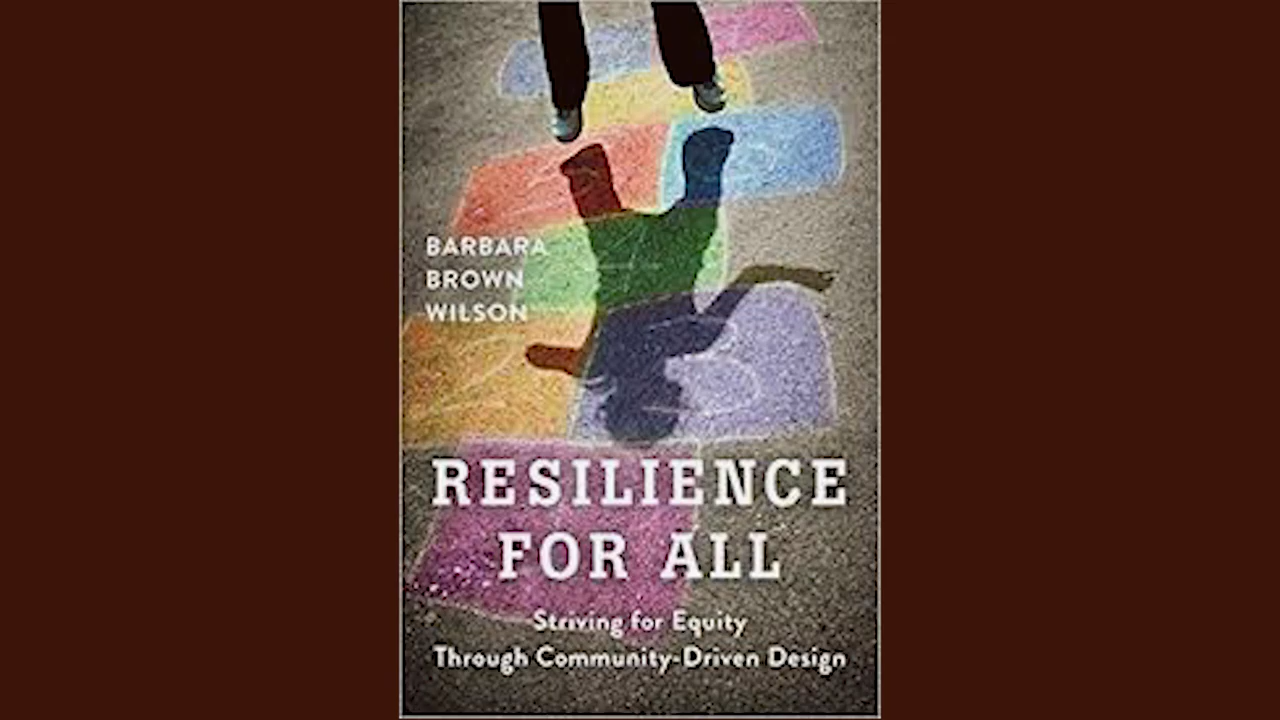 BARBARA
BROWN
WILSON
RESILIENCE
FOR ALL
Striving for Equity
Through Community-Driven Design